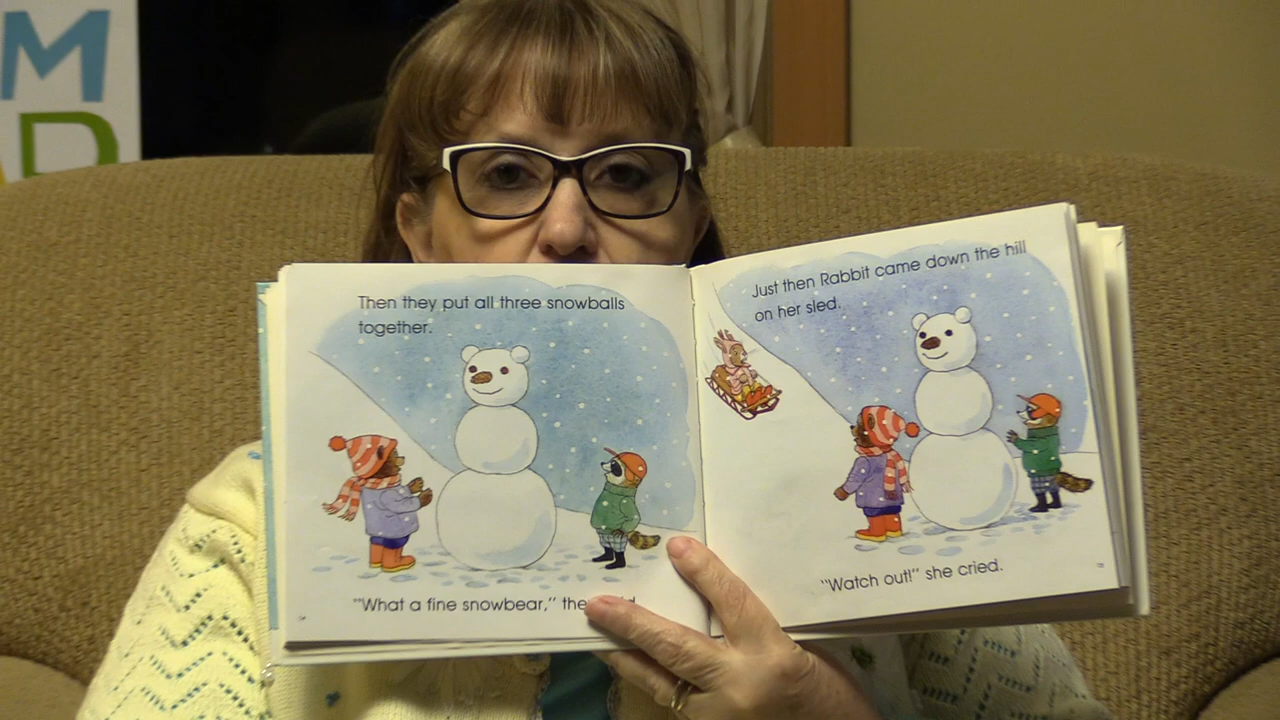 M
Then they put all three snowballs
together.
"What a fine snowbear," the
Just then Rabbit came down the hill
on her sled.
"Watch out!" she cried.